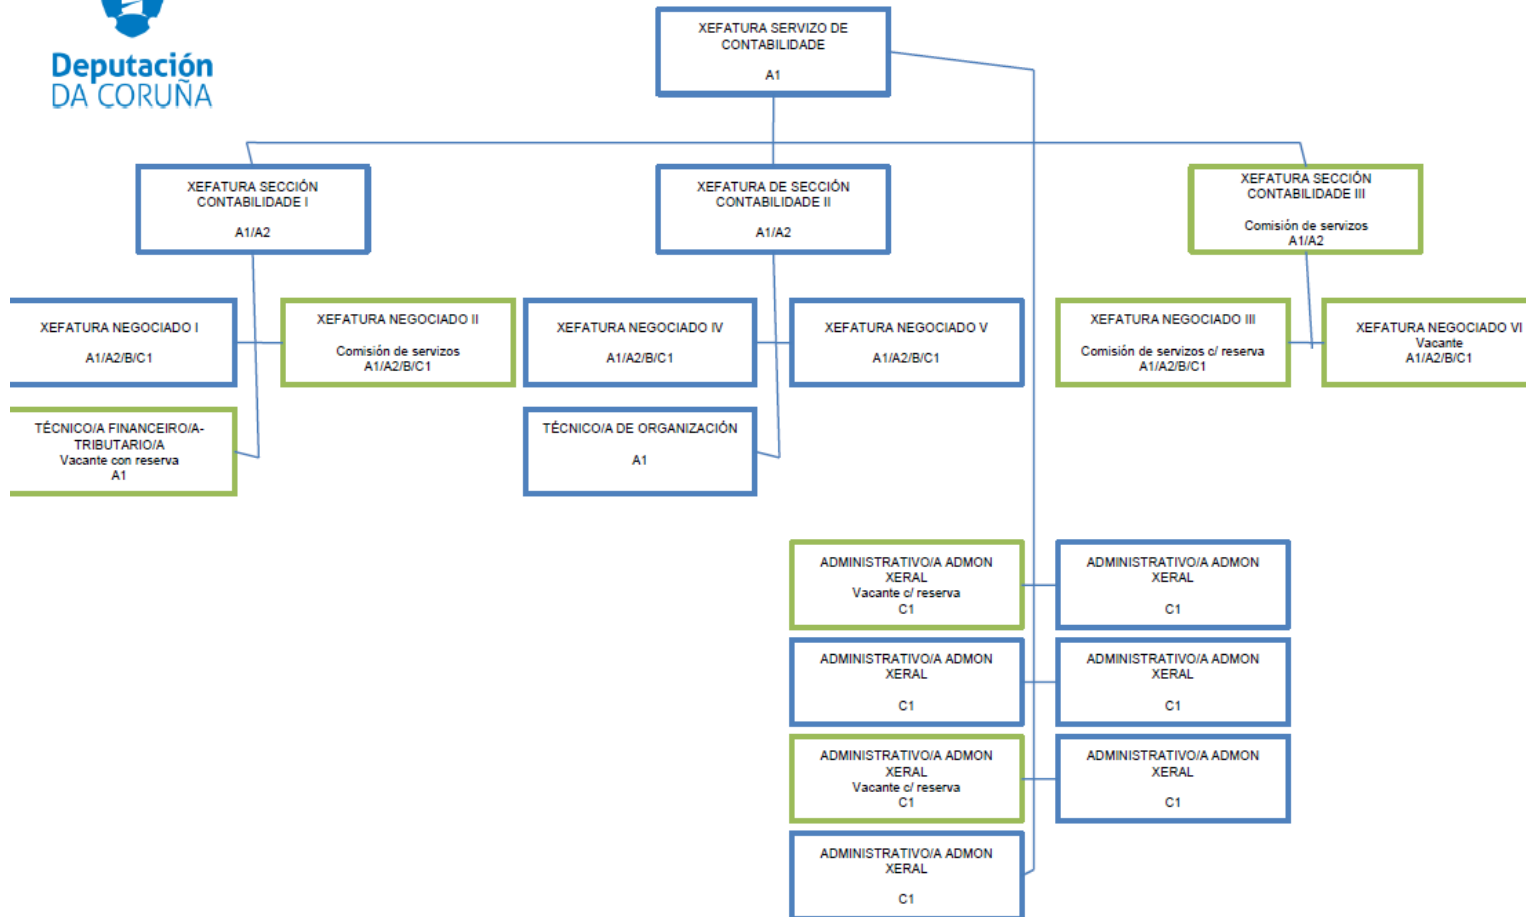 Deputación
DA CORUÑA
XEFATURA SERVIZO DE
CONTABILIDADE
A1
XEFATURA SECCIÓN
CONTABILIDADE I
A1/A2
XEFATURA DE SECCIÓN
CONTABILIDADE II
A1/A2
XEFATURA SECCIÓN
CONTABILIDADE III
Comisión de servizos
A1/A2
XEFATURA NEGOCIADO I
A1/A2/B/C1
XEFATURA NEGOCIADO II
Comisión de servizos
A1/A2/B/C1
XEFATURA NEGOCIADO IV
A1/A2/B/C1
XEFATURA NEGOCIADO V
A1/A2/B/C1
XEFATURA NEGOCIADO III
Comisión de servizos c/ reserva
A1/A2/B/C1
XEFATURA NEGOCIADO VI
Vacante
A1/A2/B/C1
TÉCNICO/A FINANCEIRO/A-
TRIBUTARIO/A
Vacante con reserva
A1
TÉCNICO/A DE ORGANIZACIÓN
A1
ADMINISTRATIVO/A ADMON
XERAL
Vacante c/ reserva
C1
ADMINISTRATIVO/A ADMON
XERAL
C1
ADMINISTRATIVO/A ADMON
XERAL
C1
ADMINISTRATIVO/A ADMON
XERAL
C1
ADMINISTRATIVO/A ADMON
XERAL
Vacante c/ reserva
C1
ADMINISTRATIVO/A ADMON
XERAL
C1
ADMINISTRATIVO/A ADMON
XERAL
C1